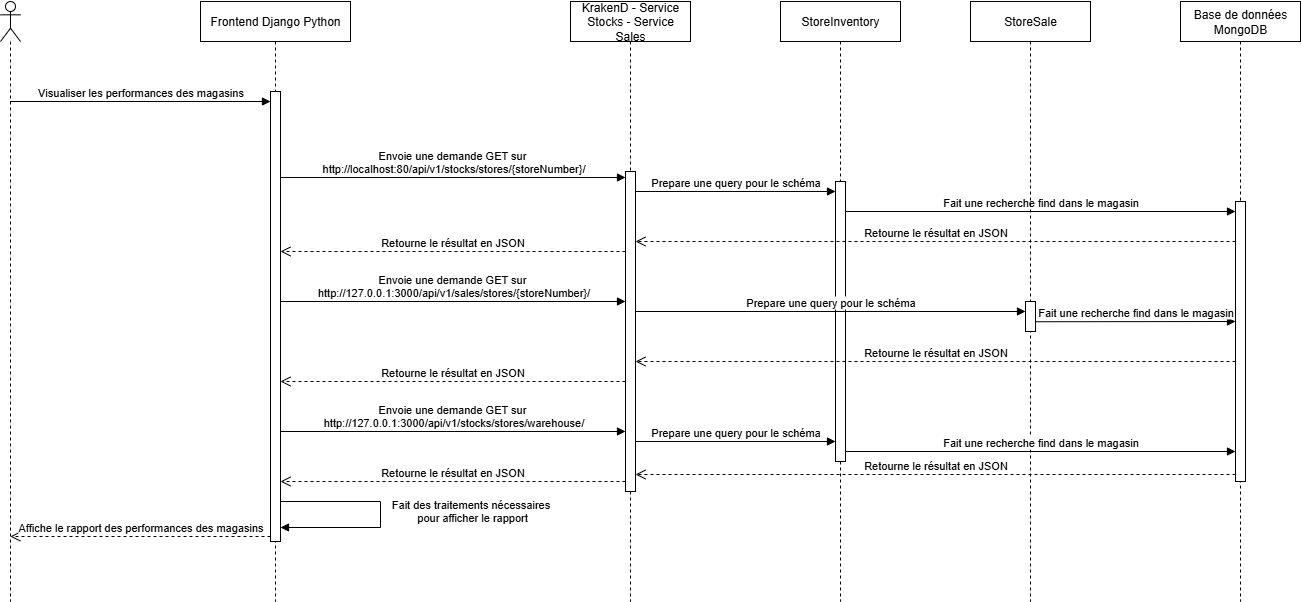 Frontend Django Python
KrakenD - Service
Stocks - Service
Sales
StoreInventory
StoreSale
Base de données
MongoDB
Visualiser les performances des magasins
Envoie une demande GET sur
http://localhost:80/api/v1/stocks/stores/{storeNumber}/
Prepare une query pour le schéma
Fait une recherche find dans le magasin
Retourne le résultat en JSON
Retourne le résultat en JSON
Envoie une demande GET sur
http://127.0.0.1:3000/api/v1/sales/stores/{storeNumber}/
Prepare une query pour le schéma
Fait une recherche find dans le magasin
Retourne le résultat en JSON
Retourne le résultat en JSON
Envoie une demande GET sur
http://127.0.0.1:3000/api/v1/stocks/stores/warehouse/
Prepare une query pour le schéma
Fait une recherche find dans le magasin
Retourne le résultat en JSON
Retourne le résultat en JSON
Fait des traitements nécessaires
pour afficher le rapport
Affiche le rapport des performances des magasins